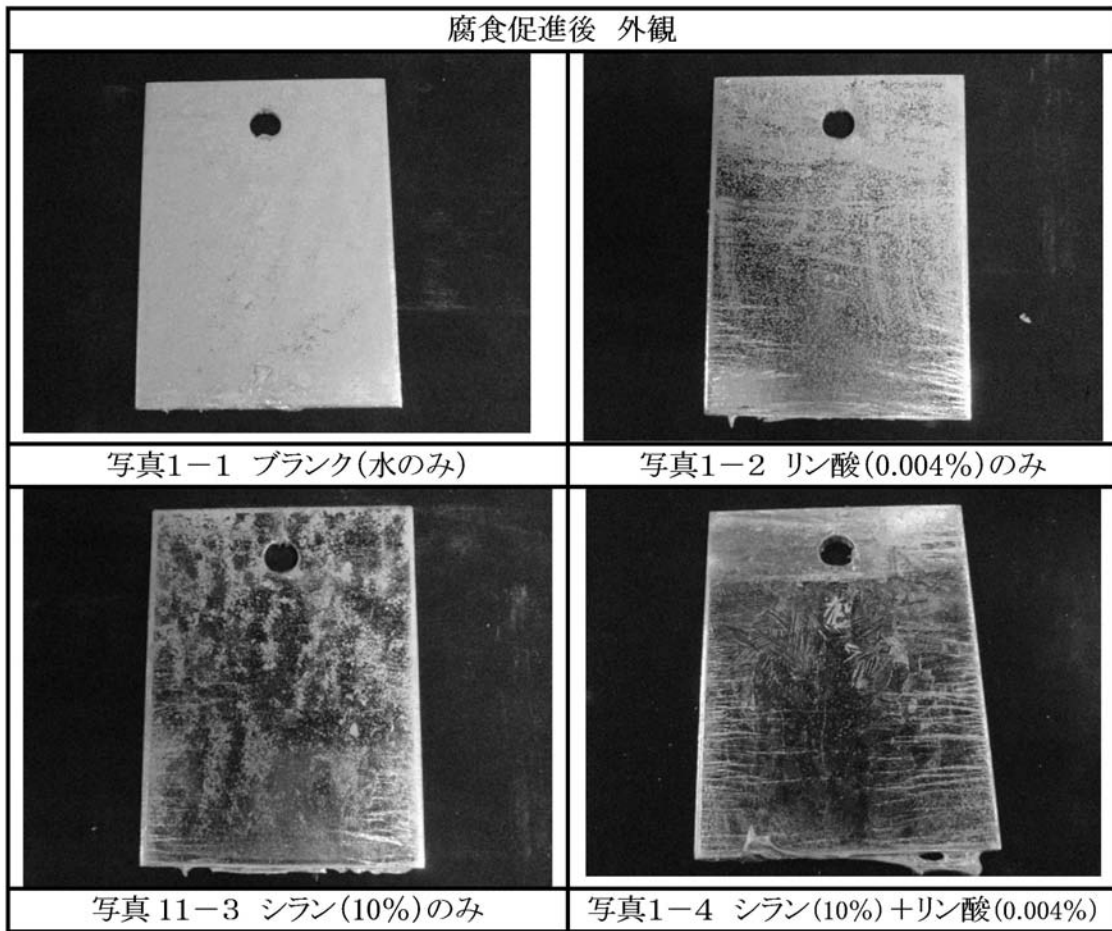 腐食促進後 外観
写真1-1 ブランク(水のみ)
写真1-2 リン酸(0.004%)のみ
写真 11-3 シラン(10%)のみ
写真1-4 シラン(10%)+リン酸(0.004%)